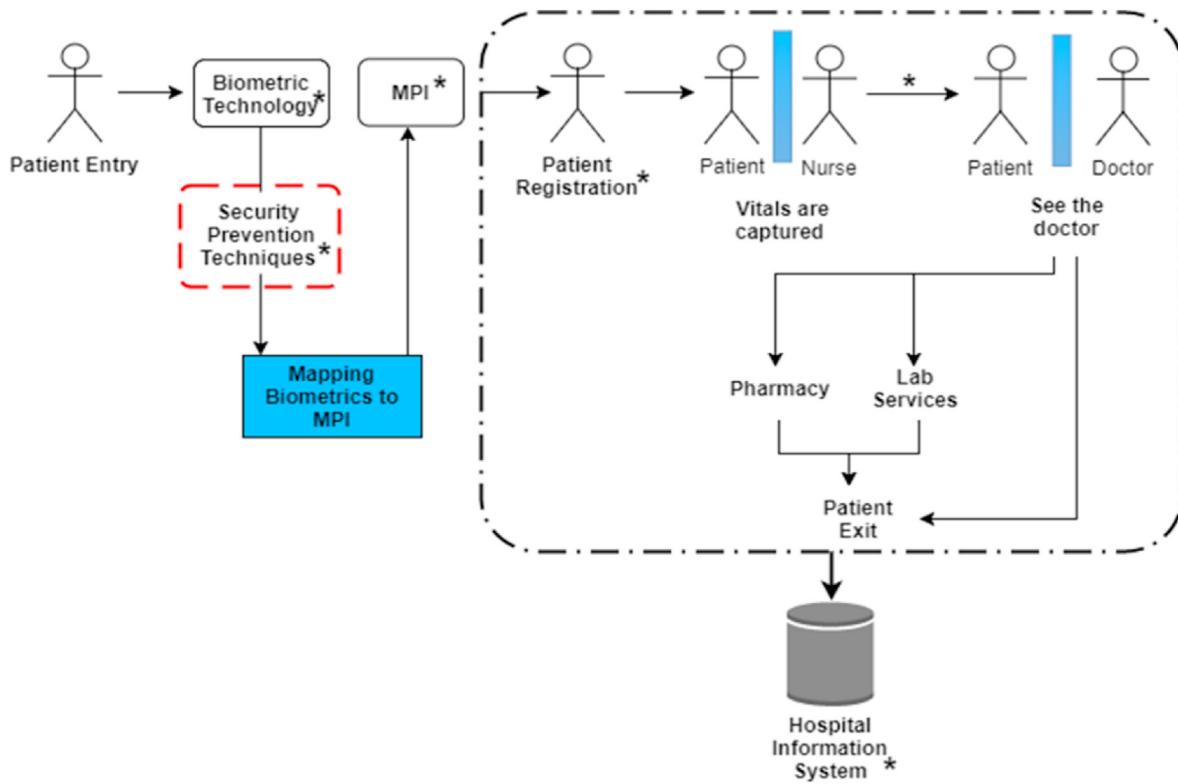 Patient Entry
Biometric
Technology*
MPI*
Patient
Registration*
Patient
Nurse
Vitals are
captured
*
Patient
Doctor
See the
doctor
Security
Prevention
Techniques*
Mapping
Biometrics to
MPI
Pharmacy
Lab
Services
Patient
Exit
Hospital
Information
System*